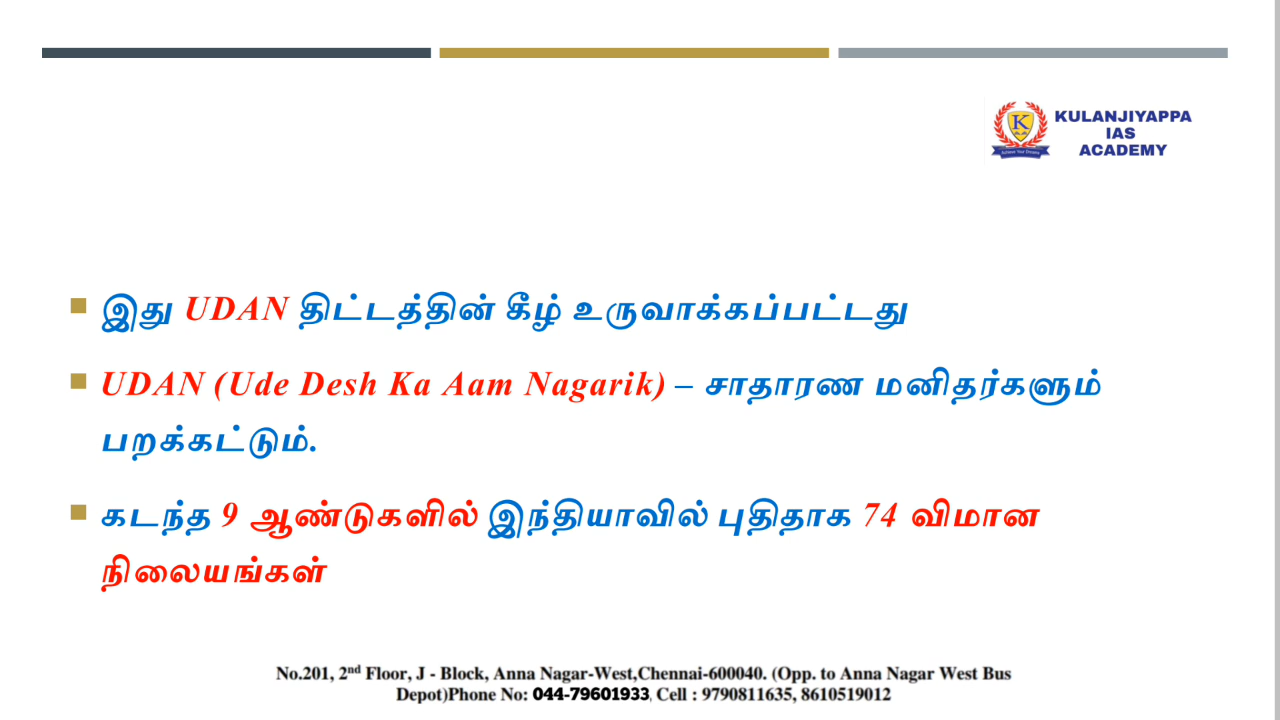 KULANJIYAPPA
IAS
ACADEMY
இது UDAN திட்டத்தின் கீழ் உருவாக்கப்பட்டது
UDAN (Ude Desh Ka Aam Nagarik) – சாதாரண மனிதர்களும்
பறக்கட்டும்.
கடந்த 9 ஆண்டுகளில் இந்தியாவில் புதிதாக 74 விமான
நிலையங்கள்
No.201, 2nd Floor, J - Block, Anna Nagar-West,Chennai-600040. (Opp. to Anna Nagar West Bus
Depot)Phone No: 044-79601933, Cell : 9790811635, 8610519012